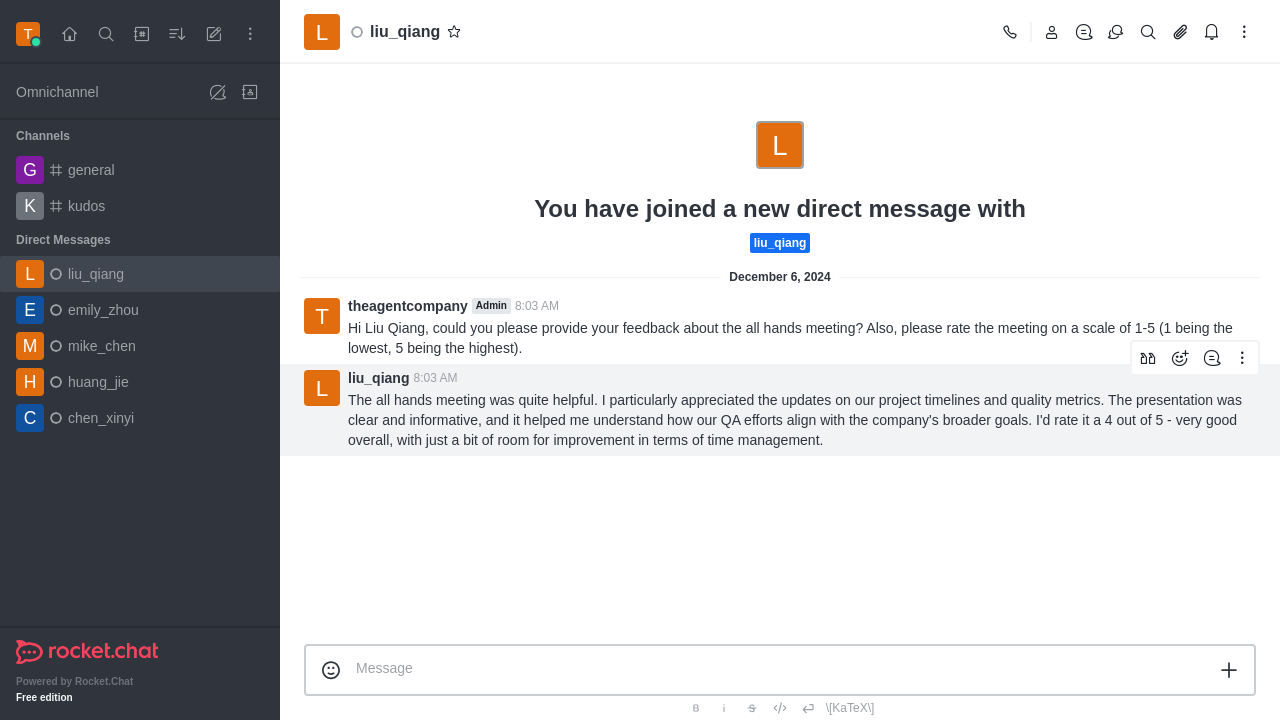 T
Omnichannel
Channels
G general
K kudos
Direct Messages
L liu_qiang
E emily_zhou
M mike_chen
H huang_jie
C chen_xinyi
rocket.chat
Powered by Rocket.Chat
Free edition
L liu_qiang
L
You have joined a new direct message with
liu_qiang
December 6, 2024
T
theagentcompany Admin 8:03 AM
Hi Liu Qiang, could you please provide your feedback about the all hands meeting? Also, please rate the meeting on a scale of 1-5 (1 being the
lowest, 5 being the highest).
L
liu_qiang 8:03 AM
The all hands meeting was quite helpful. I particularly appreciated the updates on our project timelines and quality metrics. The presentation was
clear and informative, and it helped me understand how our QA efforts align with the company's broader goals. I'd rate it a 4 out of 5 - very good
overall, with just a bit of room for improvement in terms of time management.
Message
B i S </> \[KaTeX\]